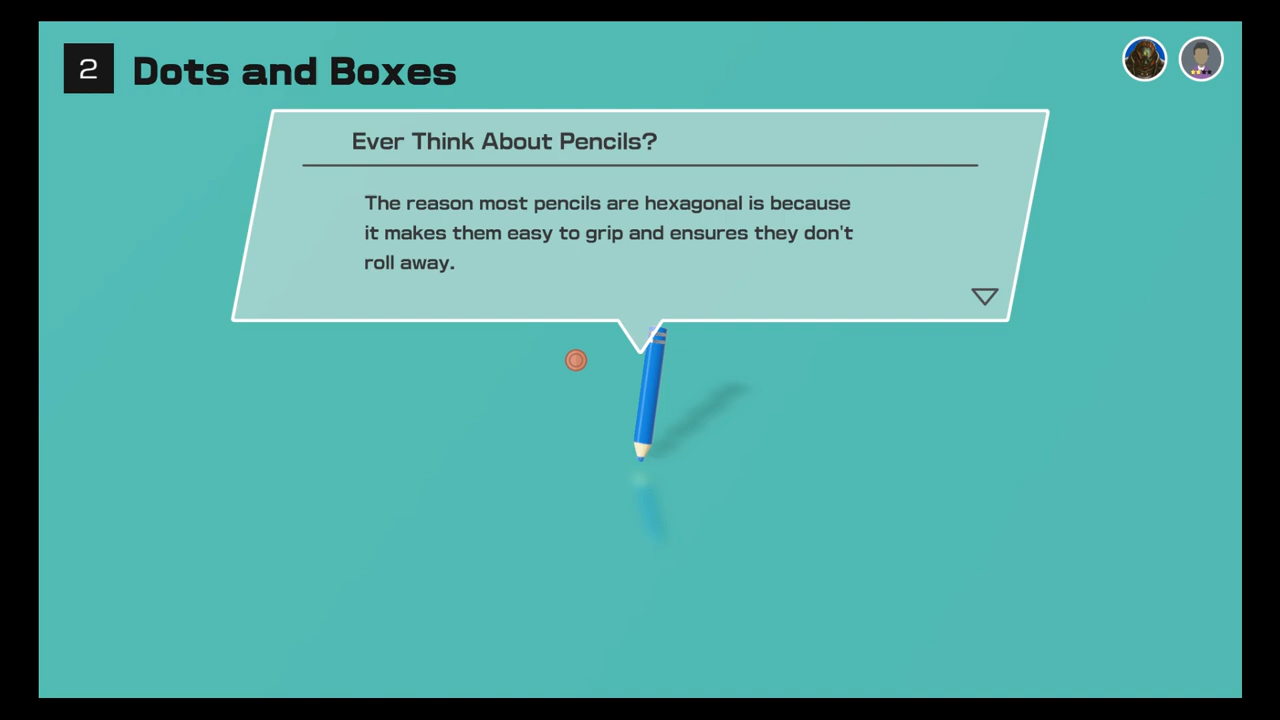 2
Dots and Boxes
Ever Think About Pencils?
The reason most pencils are hexagonal is because
it makes them easy to grip and ensures they don't
roll away.